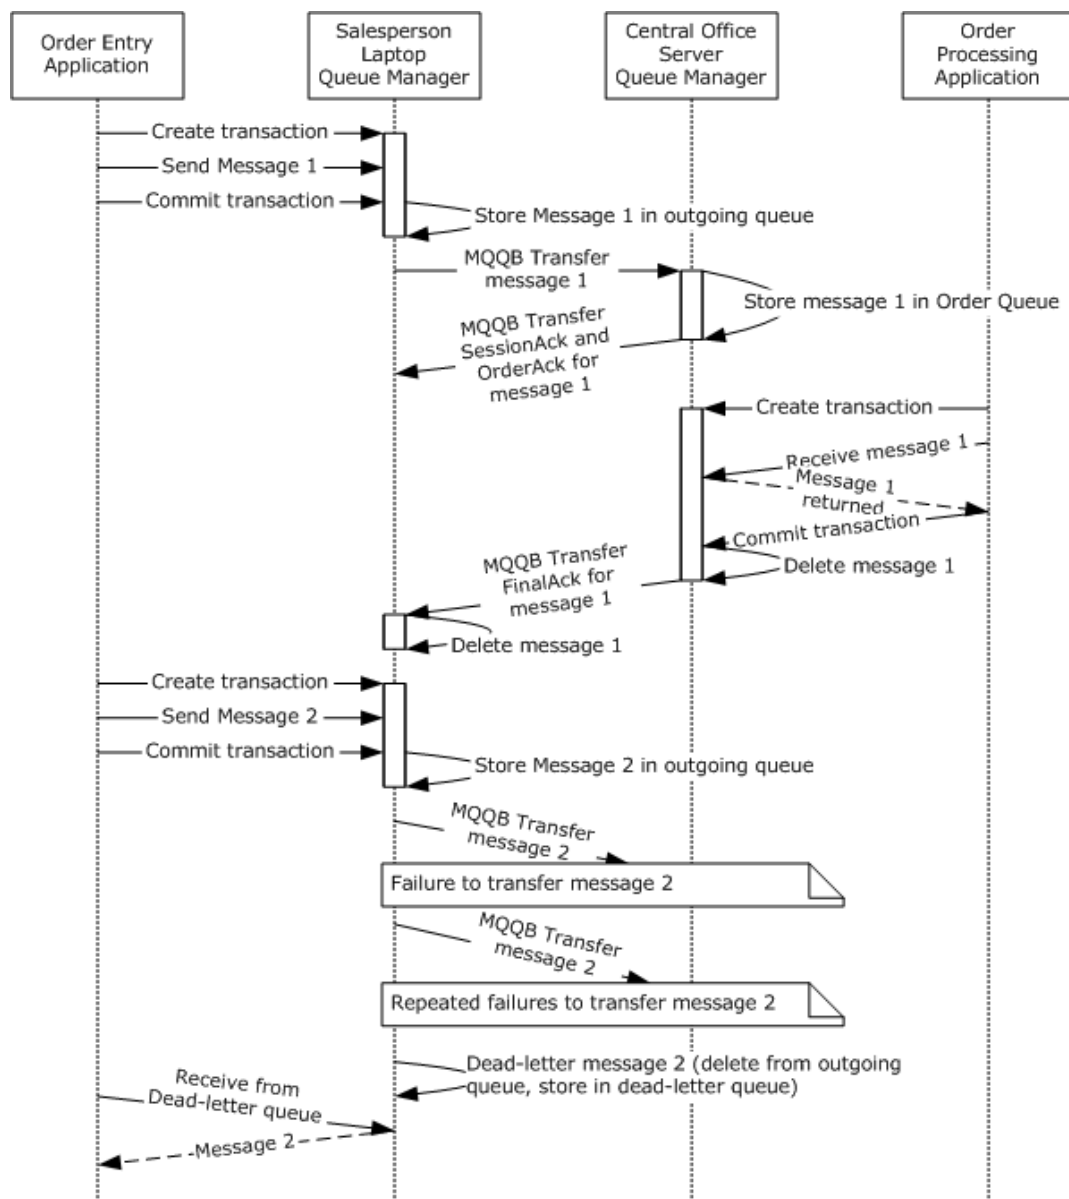 Order Entry
Application
Salesperson
Laptop
Queue Manager
Central Office
Server
Queue Manager
Order
Processing
Application
Create transaction
Send Message 1
Commit transaction
Store Message 1 in outgoing queue
MQQB Transfer
message 1
Store message 1 in Order Queue
MQQB Transfer
SessionAck and
OrderAck for
message 1
Create transaction
Receive message 1
Message 1
returned
Commit transaction
Delete message 1
MQQB Transfer
FinalAck for
message 1
Delete message 1
Create transaction
Send Message 2
Commit transaction
Store Message 2 in outgoing queue
MQQB Transfer
message 2
Failure to transfer message 2
MQQB Transfer
message 2
Repeated failures to transfer message 2
Dead-letter message 2 (delete from outgoing
queue, store in dead-letter queue)
Receive from
Dead-letter queue
Message 2